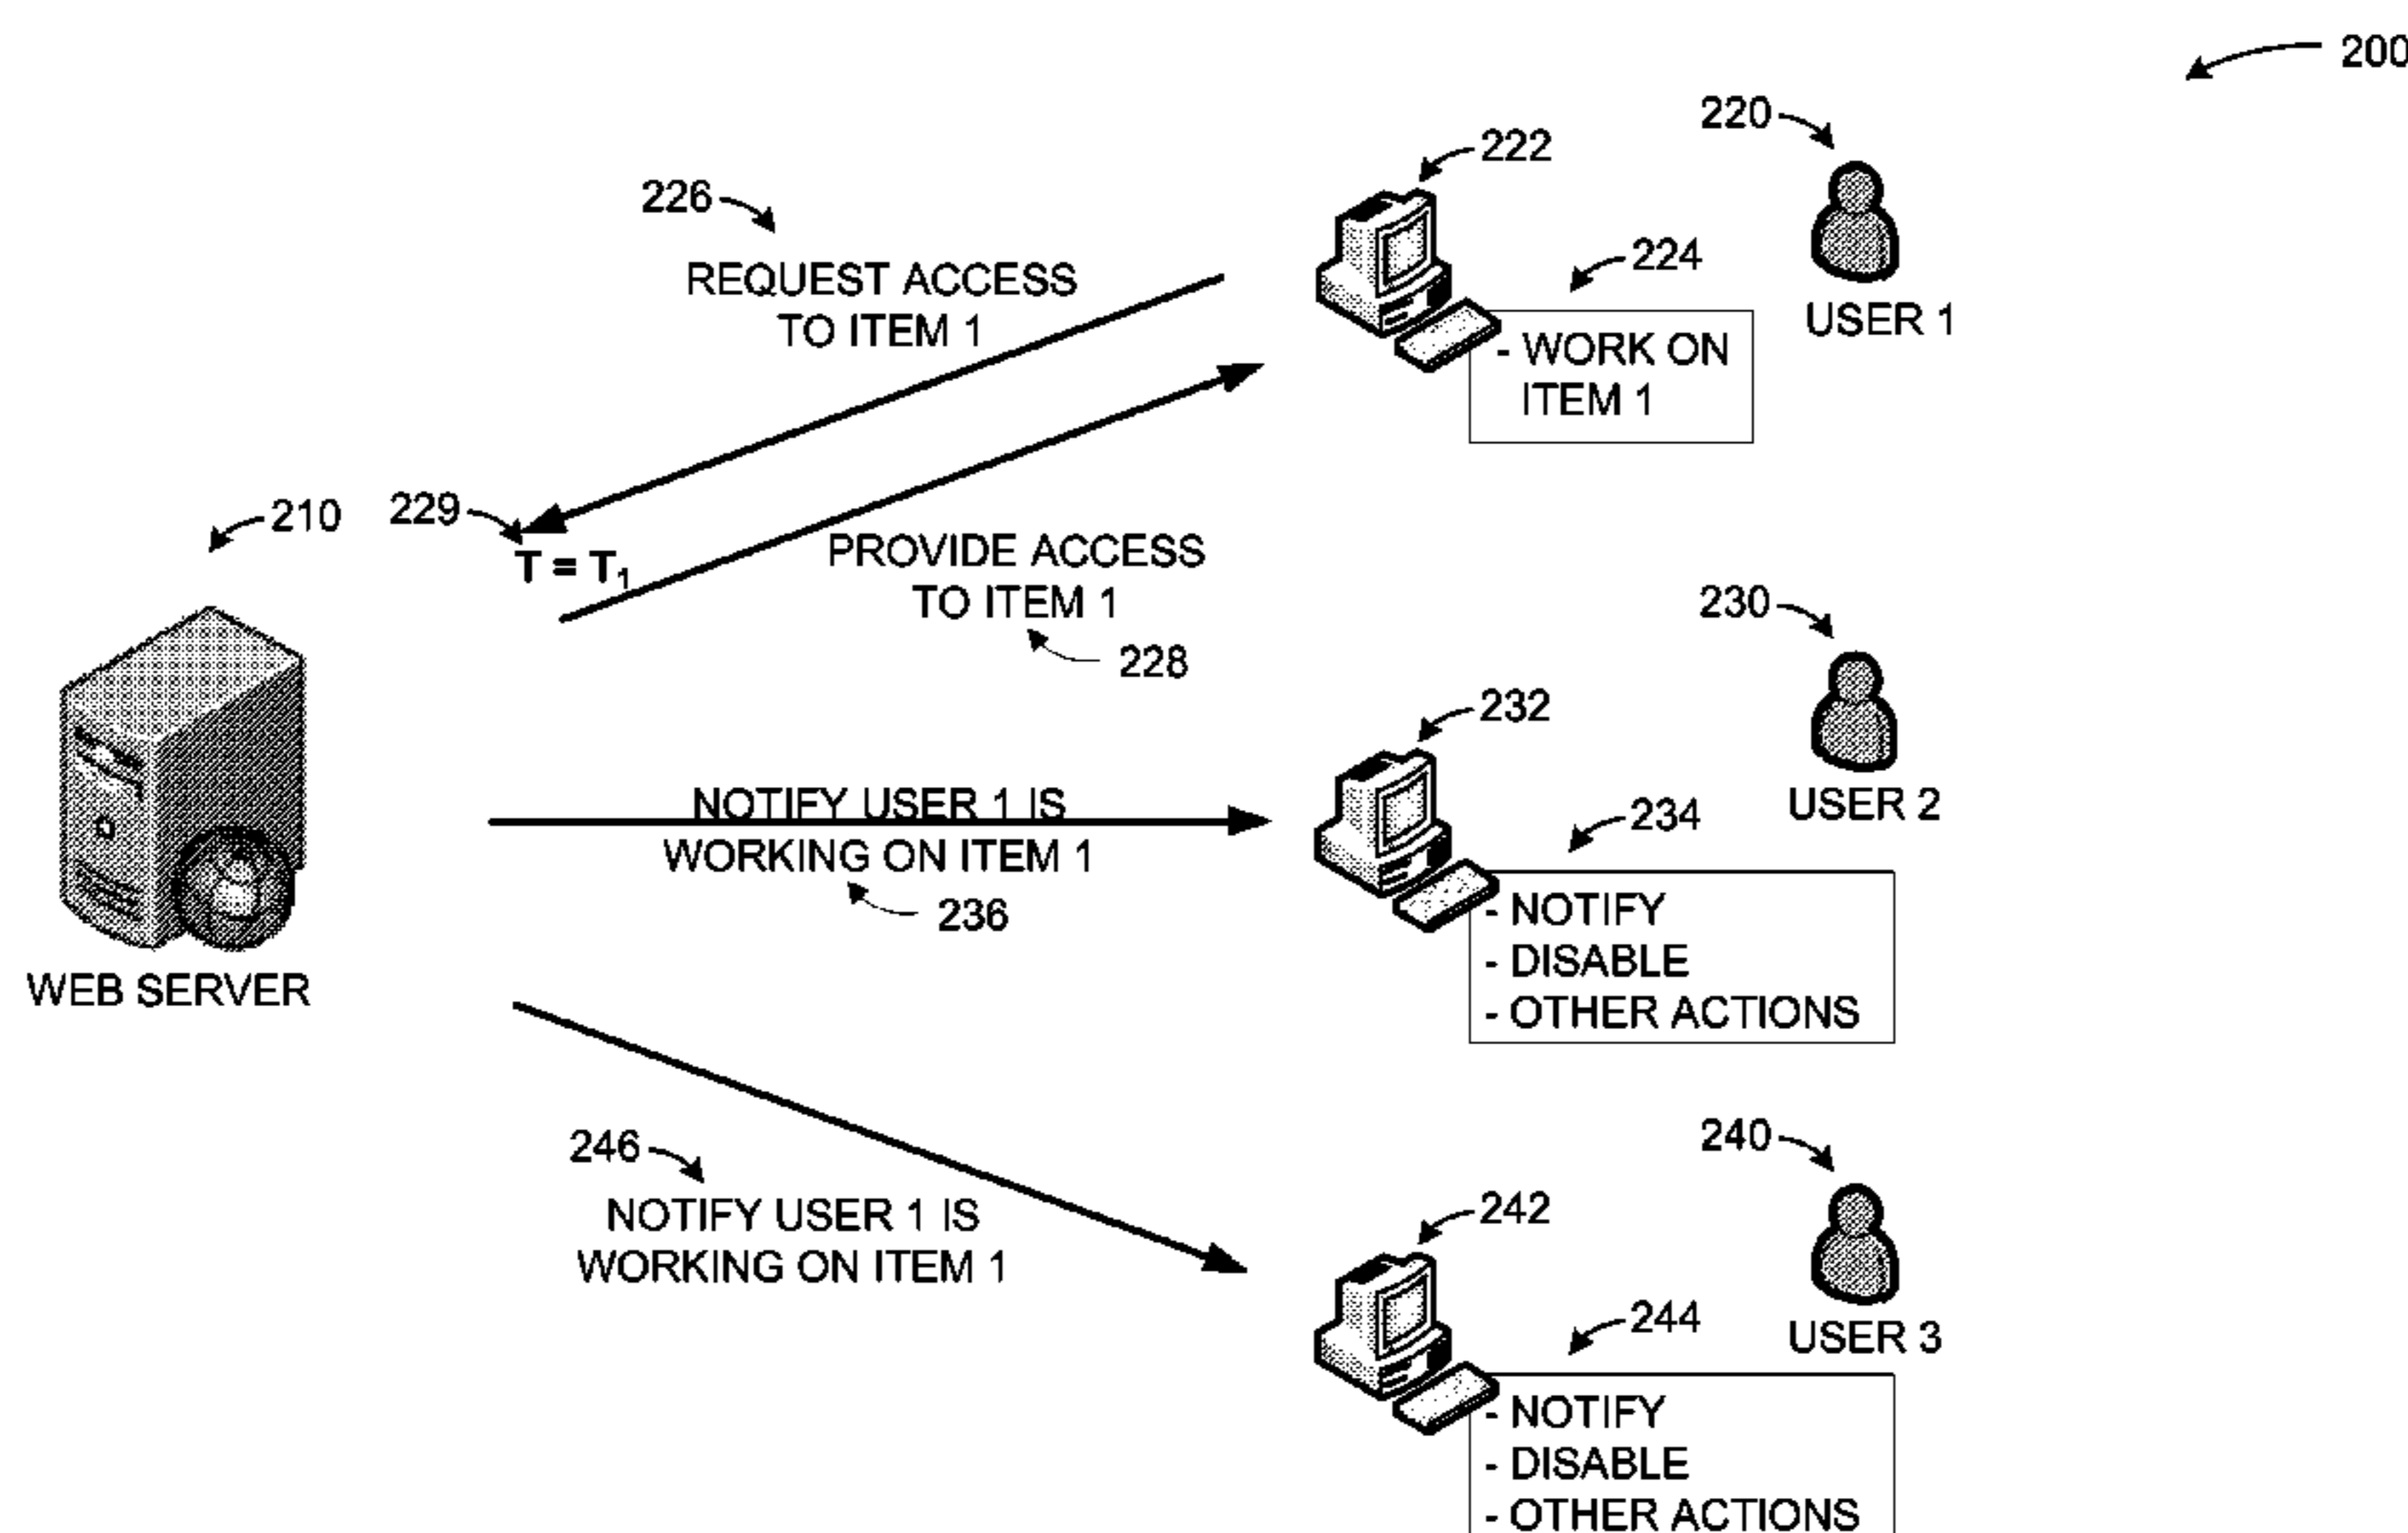 200
220
222
226
224
REQUEST ACCESS
TO ITEM 1
USER 1
- WORK ON
ITEM 1
210
229
T = T1
PROVIDE ACCESS
TO ITEM 1
228
230
232
NOTIFY USER 1 IS
WORKING ON ITEM 1
236
234
USER 2
- NOTIFY
- DISABLE
- OTHER ACTIONS
WEB SERVER
246
NOTIFY USER 1 IS
WORKING ON ITEM 1
240
242
244
USER 3
- NOTIFY
- DISABLE
- OTHER ACTIONS